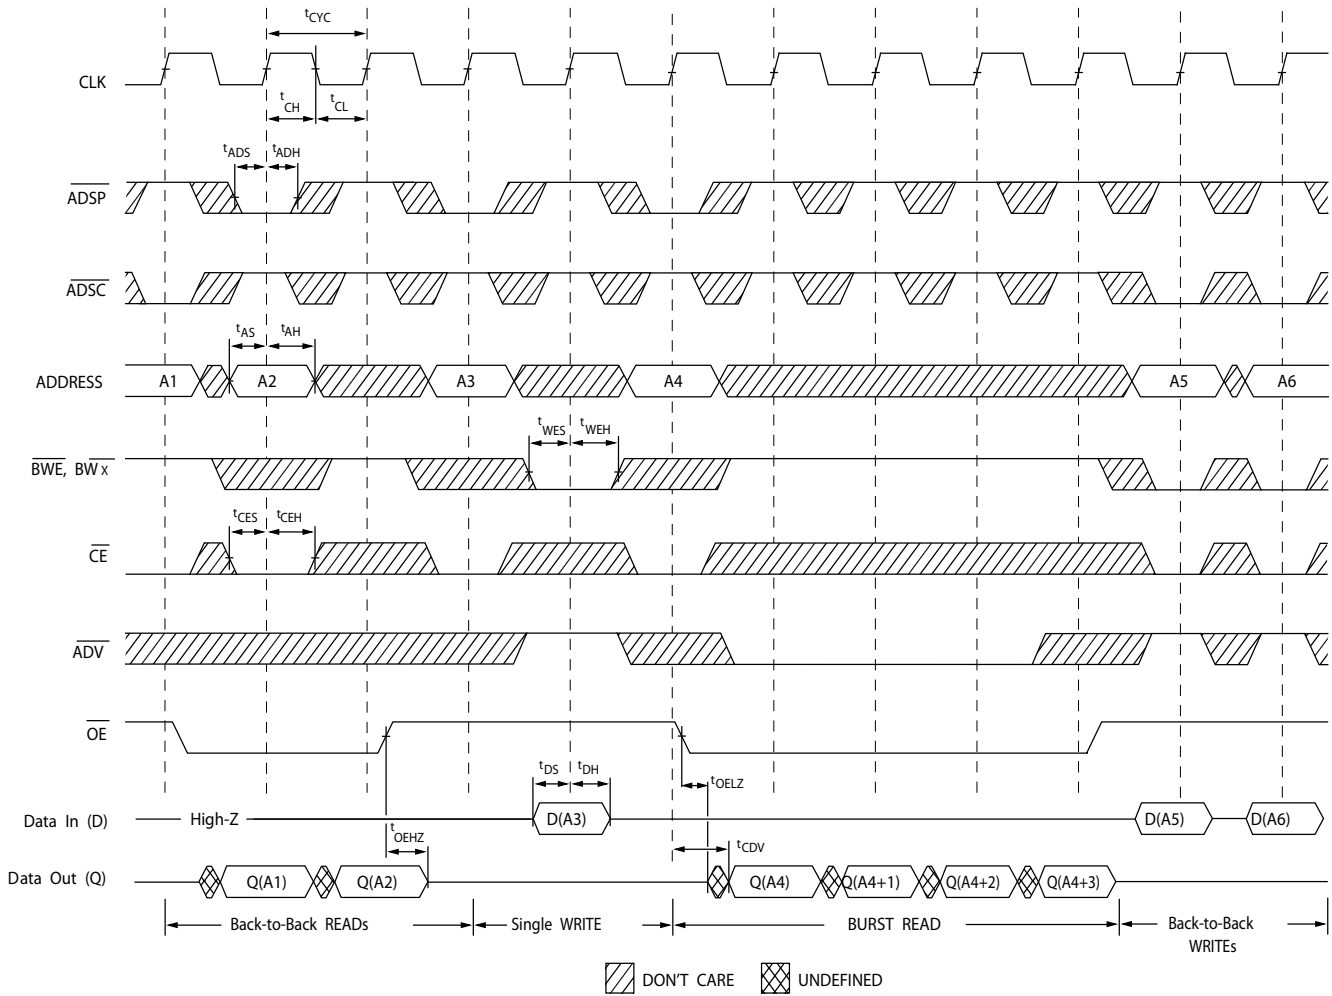 tCYC
CLK
tCH
tCL
tADS
tADH
ADSP
ADSC
tAS
tAH
ADDRESS
A1
A2
A3
A4
A5
A6
tWES
tWEH
BWE, BWX
tCES
tCEH
CE
ADV
OE
tDS
tDH
tOELZ
Data In (D)
High-Z
D(A3)
D(A5)
D(A6)
tOEHZ
tCDV
Data Out (Q)
Q(A1)
Q(A2)
Q(A4)
Q(A4+1)
Q(A4+2)
Q(A4+3)
Back-to-Back READs
Single WRITE
BURST READ
Back-to-Back
WRITEs
DON'T CARE
UNDEFINED